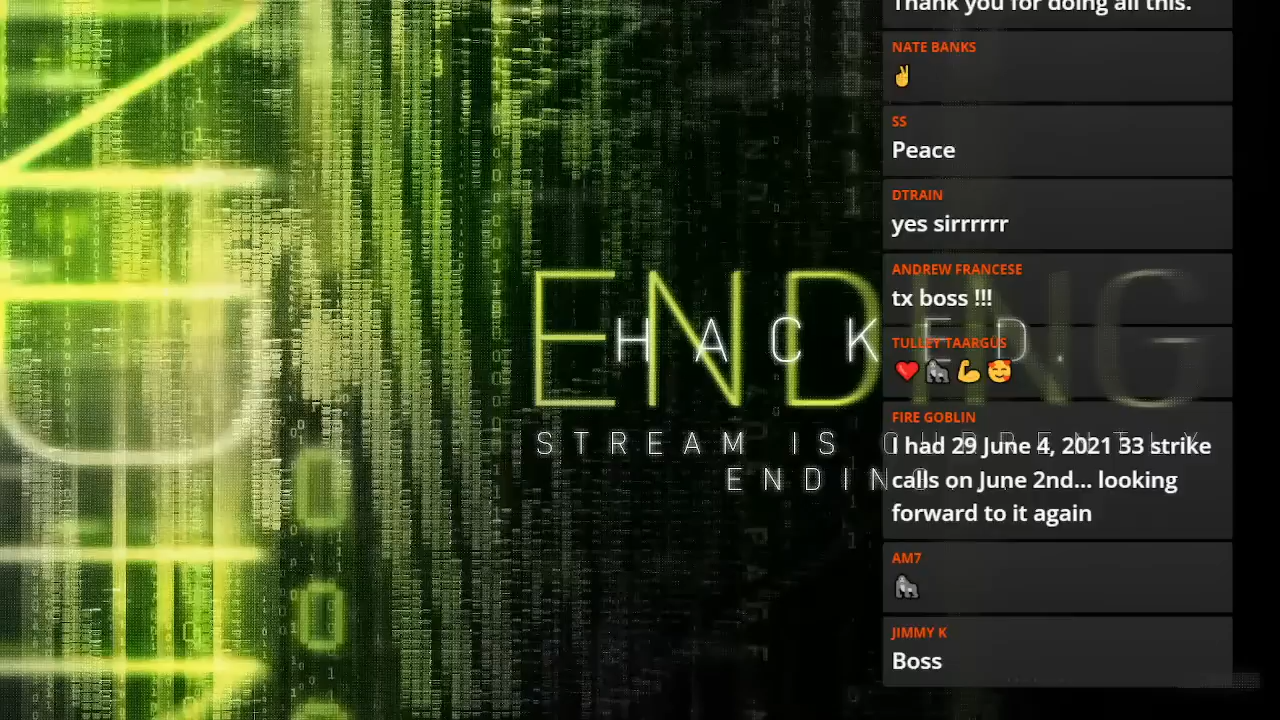 ENDING
HACKED.
STREAM IS CURRENTLY
ENDING
Thank you for doing all this.
NATE BANKS
✌
SS
Peace
DTRAIN
yes sirrrrrr
ANDREW FRANCESE
tx boss !!!
TULLEY TAARGUS
❤️🦍💪🥰
FIRE GOBLIN
I had 29 June 4, 2021 33 strike
calls on June 2nd... looking
forward to it again
AM7
🦍
JIMMY K
Boss